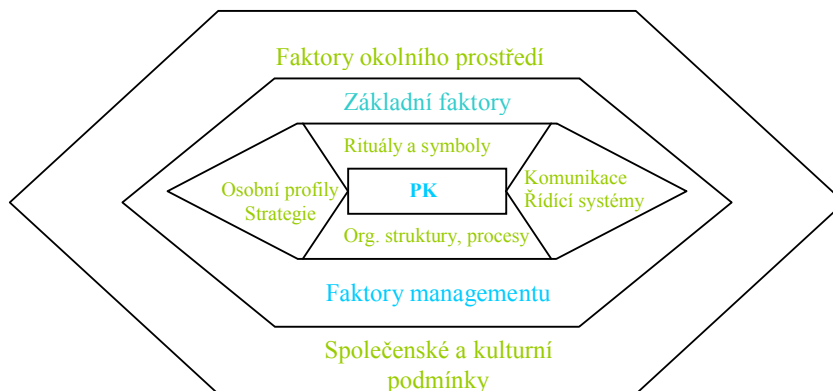 Faktory okolního prostředí
Základní faktory
Rituály a symboly
Osobní profily
Strategie
PK
Komunikace
Řídící systémy
Org. struktury, procesy
Faktory managementu
Společenské a kulturní
podmínky